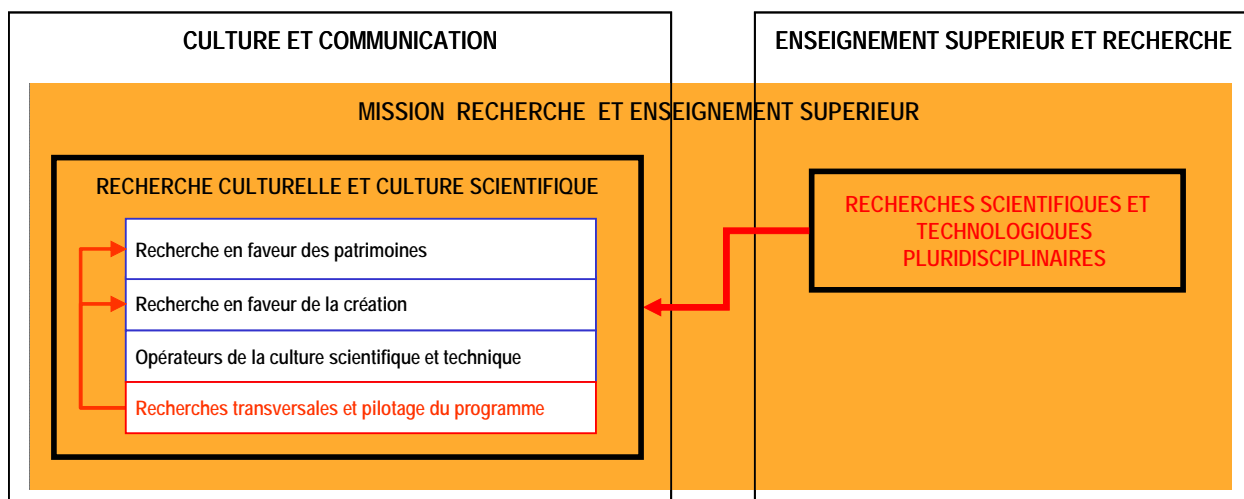 CULTURE ET COMMUNICATION
ENSEIGNEMENT SUPERIEUR ET RECHERCHE
MISSION RECHERCHE ET ENSEIGNEMENT SUPERIEUR
RECHERCHE CULTURELLE ET CULTURE SCIENTIFIQUE
Recherche en faveur des patrimoines
Recherche en faveur de la création
Opérateurs de la culture scientifique et technique
Recherches transversales et pilotage du programme
RECHERCHES SCIENTIFIQUES ET
TECHNOLOGIQUES
PLURIDISCIPLINAIRES